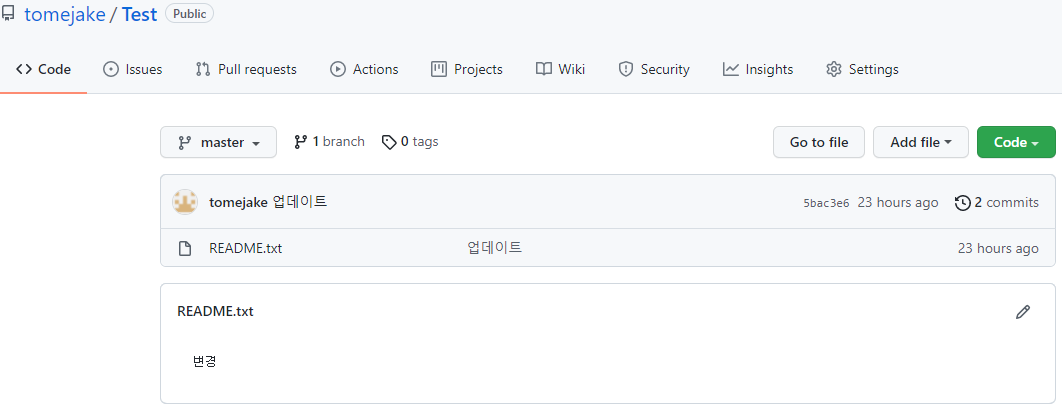 tomejake / Test Public
Code Issues Pull requests Actions Projects Wiki Security Insights Settings
master 1 branch 0 tags Go to file Add file Code
tomejake 업데이트 5bac3e6 23 hours ago 2 commits
README.txt 업데이트 23 hours ago
README.txt
변경